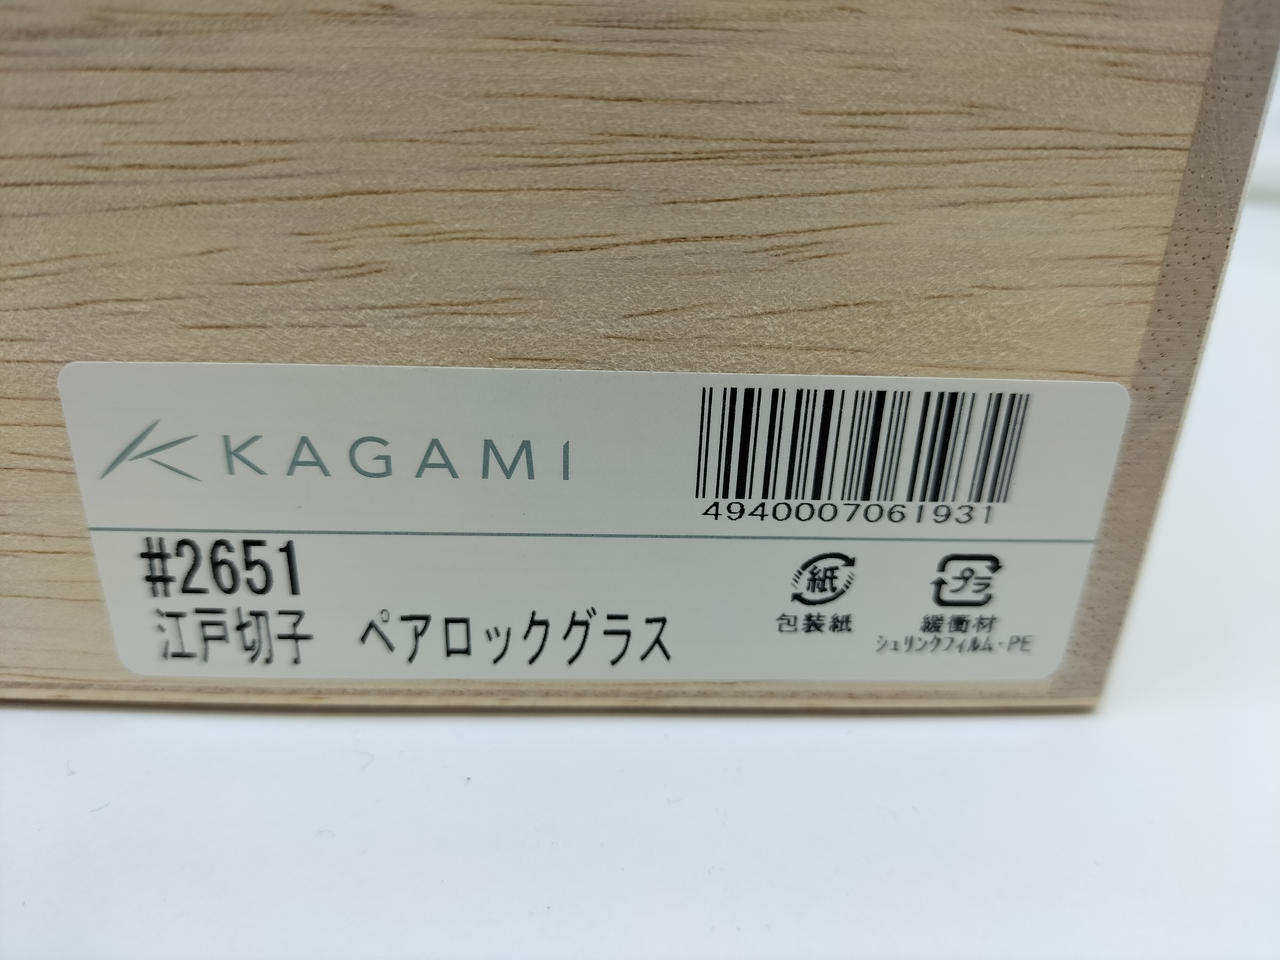 KAGAMI
4940007061931
#2651
江戸切子 ペアロックグラス
紙
包装紙
プラ
緩衝材
シュリンクフィルム・PE